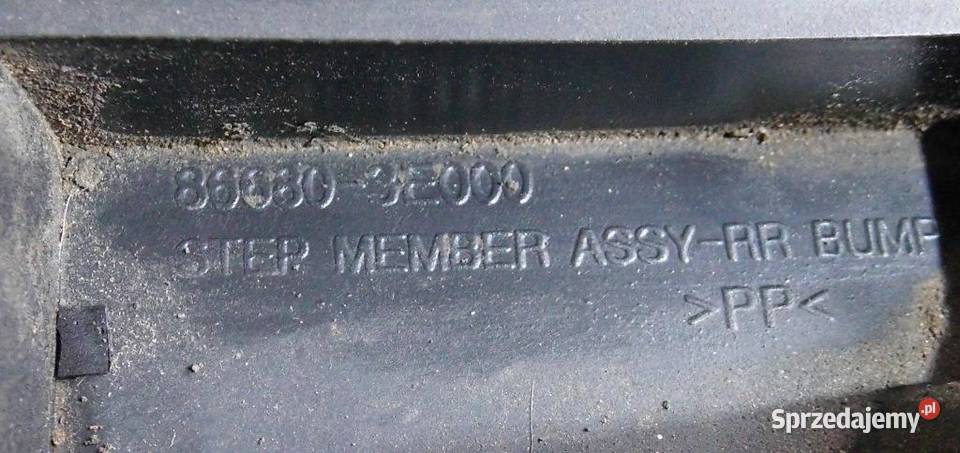 86680-3E000
STEP MEMBER ASSY-RR BUMP
>PP<
Sprzedajemy.pl